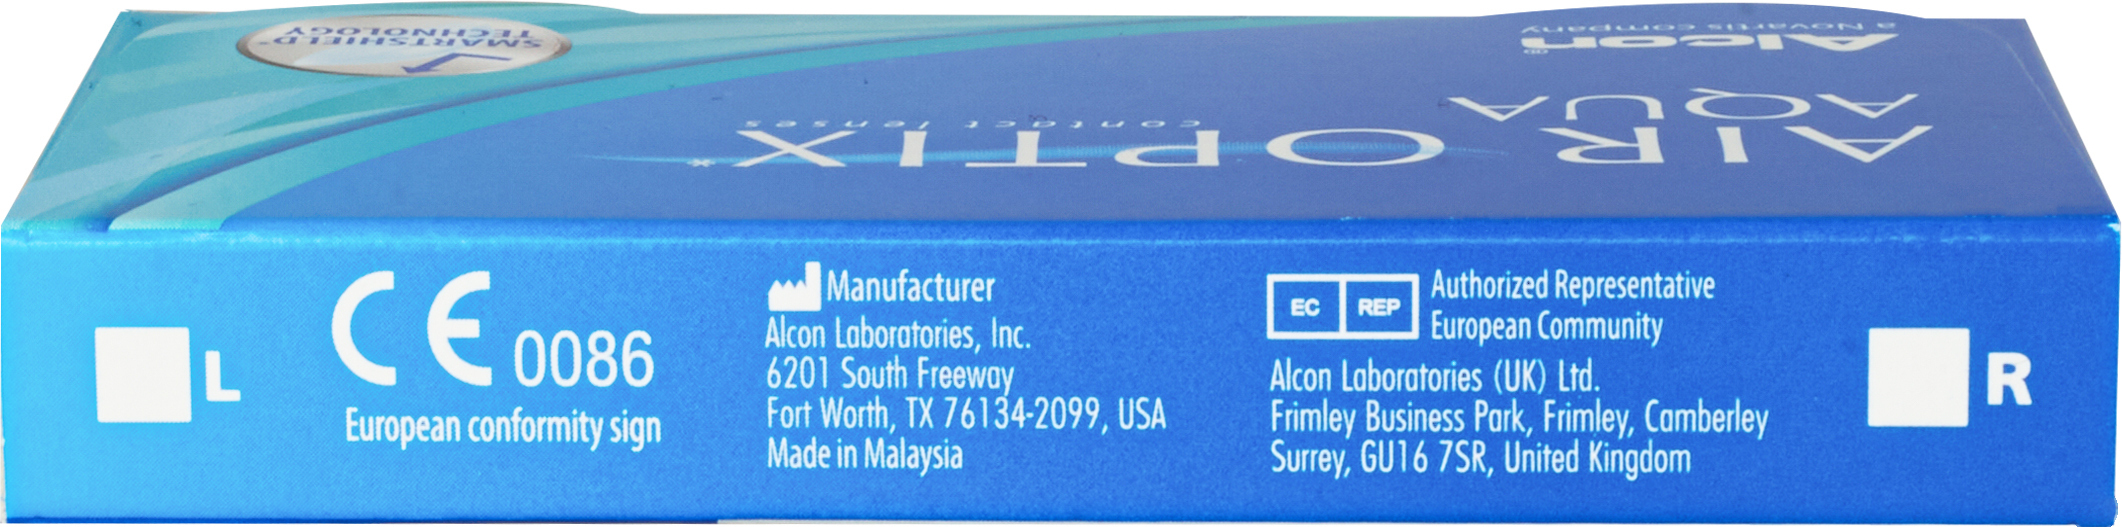 SMARTSHIELD*
TECHNOLOGY
Alcon®
a Novartis company
AIR OPTIX*
AQUA
contact lenses
L
CE 0086
European conformity sign
Manufacturer
Alcon Laboratories, Inc.
6201 South Freeway
Fort Worth, TX 76134-2099, USA
Made in Malaysia
EC REP
Authorized Representative
European Community
Alcon Laboratories (UK) Ltd.
Frimley Business Park, Frimley, Camberley
Surrey, GU16 7SR, United Kingdom
R